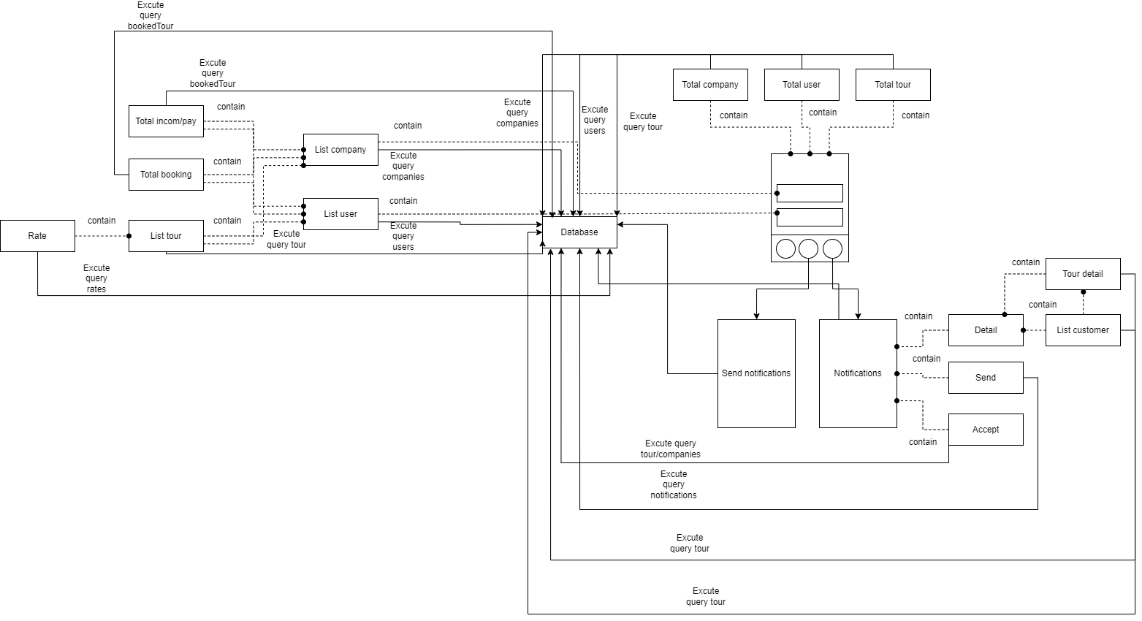 Excute
query
bookedTour
Excute
query
bookedTour
Total company
Total user
Total tour
contain
Total incom/pay
Excute
query
companies
Excute
query
users
Excute
query tour
contain
contain
contain
contain
List company
Excute
query
companies
contain
Total booking
contain
List user
Excute
query
users
Rate
contain
List tour
contain
Excute
query tour
Database
Excute
query
rates
contain
Tour detail
contain
contain
Detail
List customer
Send notifications
Notifications
contain
Send
contain
Accept
Excute query
tour/companies
Excute
query
notifications
Excute
query tour
Excute
query tour